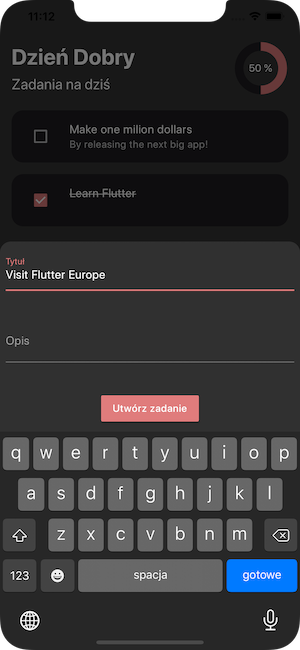 11:12
Dzień Dobry
Zadania na dziś
50 %
Make one milion dollars
By releasing the next big app!
Learn Flutter
Tytuł
Visit Flutter Europe
Opis
Utwórz zadanie
q w e r t y u i o p
a s d f g h j k l
z x c v b n m
123 spacja gotowe